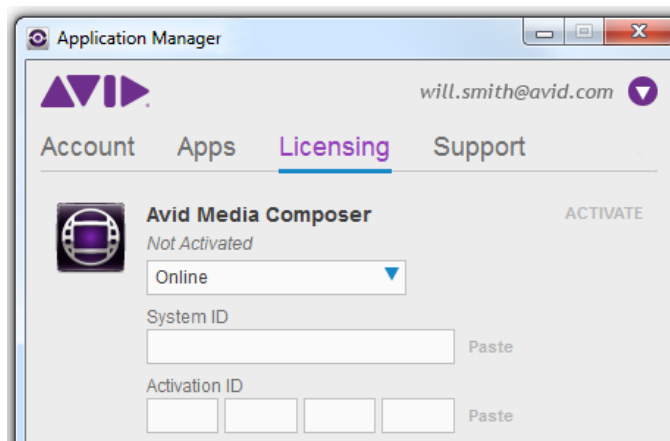 Application Manager
AVID
will.smith@avid.com
Account Apps Licensing Support
Avid Media Composer
ACTIVATE
Not Activated
Online
System ID
Paste
Activation ID
Paste